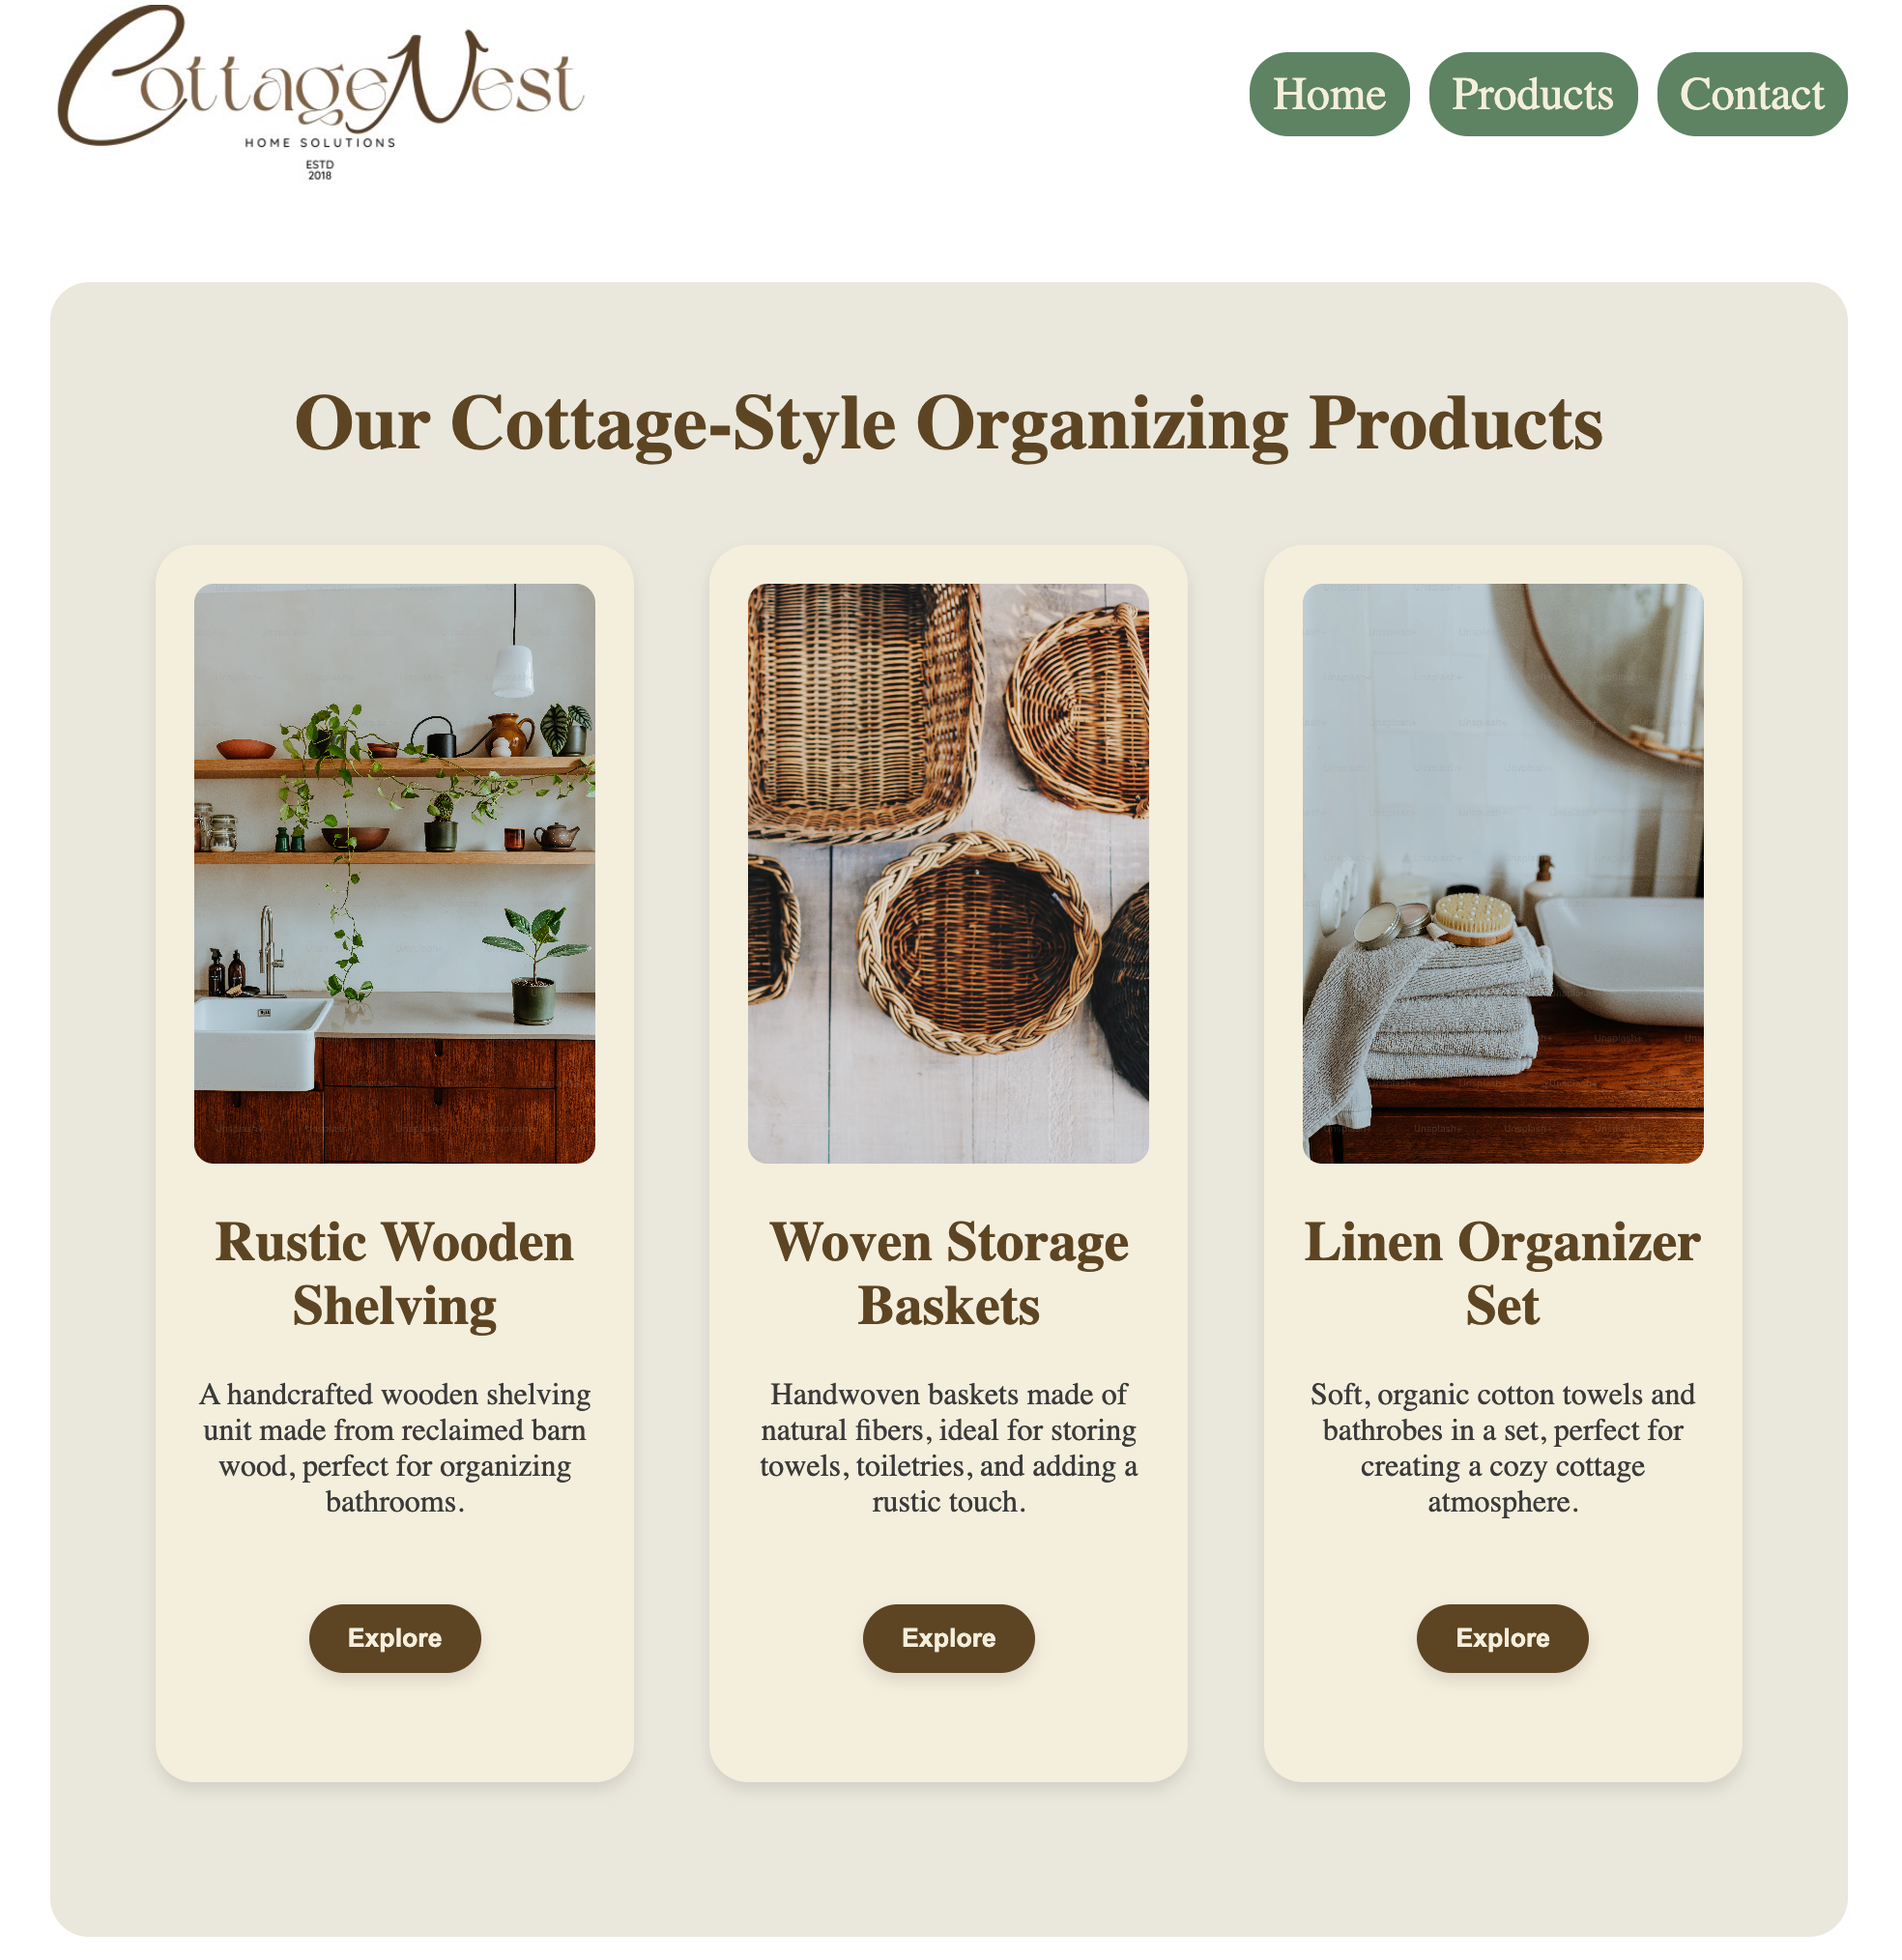 CottageNest
HOME SOLUTIONS
ESTD
2018
Home
Products
Contact
Our Cottage-Style Organizing Products
Rustic Wooden
Shelving
A handcrafted wooden shelving
unit made from reclaimed barn
wood, perfect for organizing
bathrooms.
Explore
Woven Storage
Baskets
Handwoven baskets made of
natural fibers, ideal for storing
towels, toiletries, and adding a
rustic touch.
Explore
Linen Organizer
Set
Soft, organic cotton towels and
bathrobes in a set, perfect for
creating a cozy cottage
atmosphere.
Explore